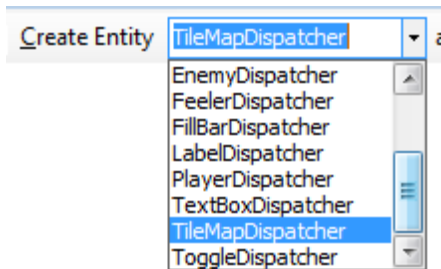 Create Entity TileMapDispatcher
EnemyDispatcher
FeelerDispatcher
FillBarDispatcher
LabelDispatcher
PlayerDispatcher
TextBoxDispatcher
TileMapDispatcher
ToggleDispatcher